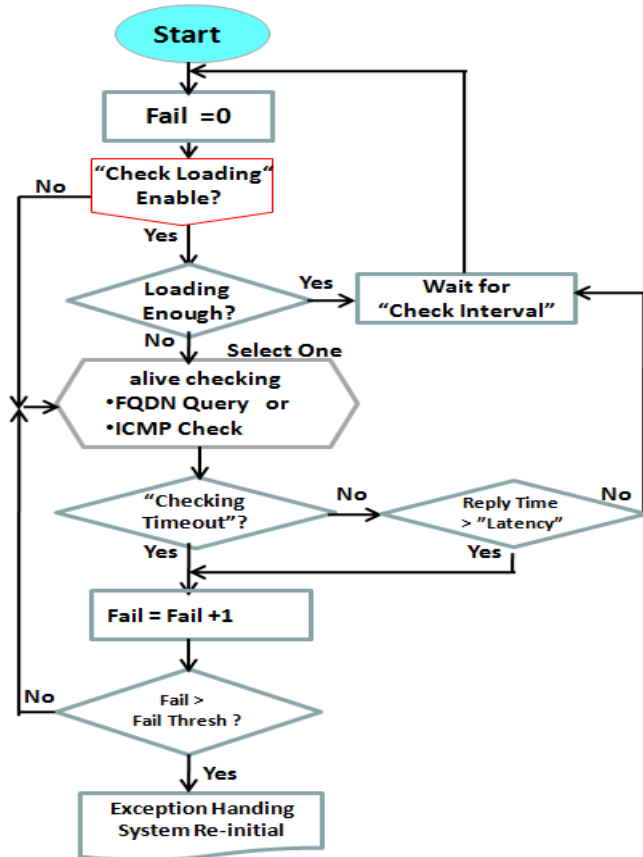 Start
Fail =0
No
“Check Loading“
Enable?
Yes
Loading
Enough?
Yes
Wait for
“Check Interval”
No
Select One
alive checking
•FQDN Query or
•ICMP Check
“Checking
Timeout”?
No
Reply Time
> ”Latency”
No
Yes
Yes
Fail = Fail +1
No
Fail >
Fail Thresh ?
Yes
Exception Handing
System Re-initial